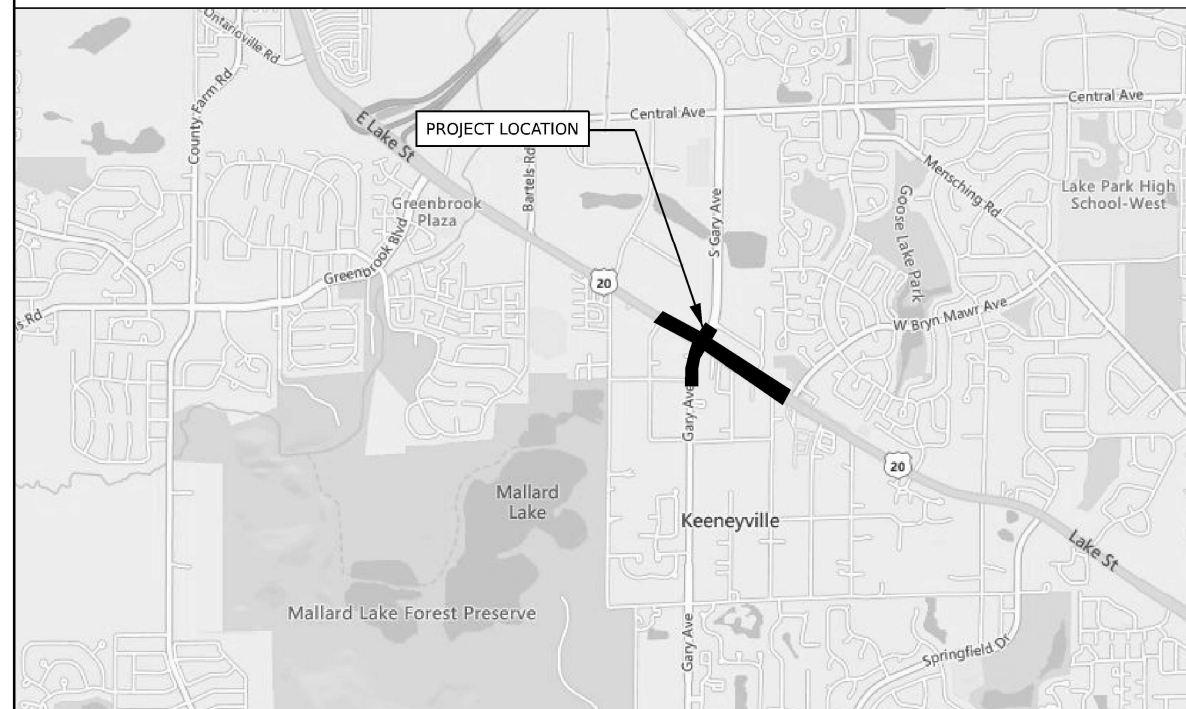 Ontarioville Rd
County Farm Rd
E Lake St
PROJECT LOCATION
Central Ave
Central Ave
Bartels Rd
Greenbrook
Plaza
Greenbrook Blvd
S Gary Ave
Mensching Rd
Lake Park High
School-West
Goose Lake Park
20
W Bryn Mawr Ave
is Rd
Gary Ave
20
Mallard
Lake
Keeneyville
Lake St
Mallard Lake Forest Preserve
Gary Ave
Springfield Dr